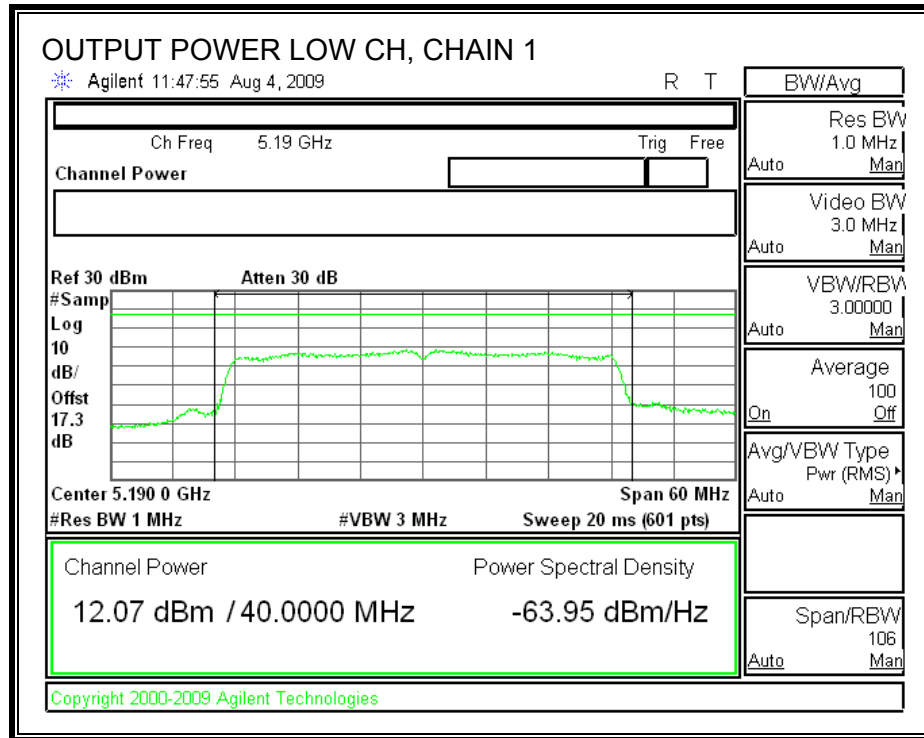 OUTPUT POWER LOW CH, CHAIN 1
Agilent 11:47:55 Aug 4, 2009 R T
Ch Freq 5.19 GHz Trig Free
Channel Power
Ref 30 dBm Atten 30 dB
#Samp
Log
10
dB/
Offst
17.3
dB
Center 5.190 0 GHz Span 60 MHz
#Res BW 1 MHz #VBW 3 MHz Sweep 20 ms (601 pts)
Channel Power Power Spectral Density
12.07 dBm / 40.0000 MHz -63.95 dBm/Hz
Copyright 2000-2009 Agilent Technologies
BW/Avg
Res BW
1.0 MHz
Auto Man
Video BW
3.0 MHz
Auto Man
VBW/RBW
3.00000
Auto Man
Average
100
On Off
Avg/VBW Type
Pwr (RMS)
Auto Man
Span/RBW
106
Auto Man